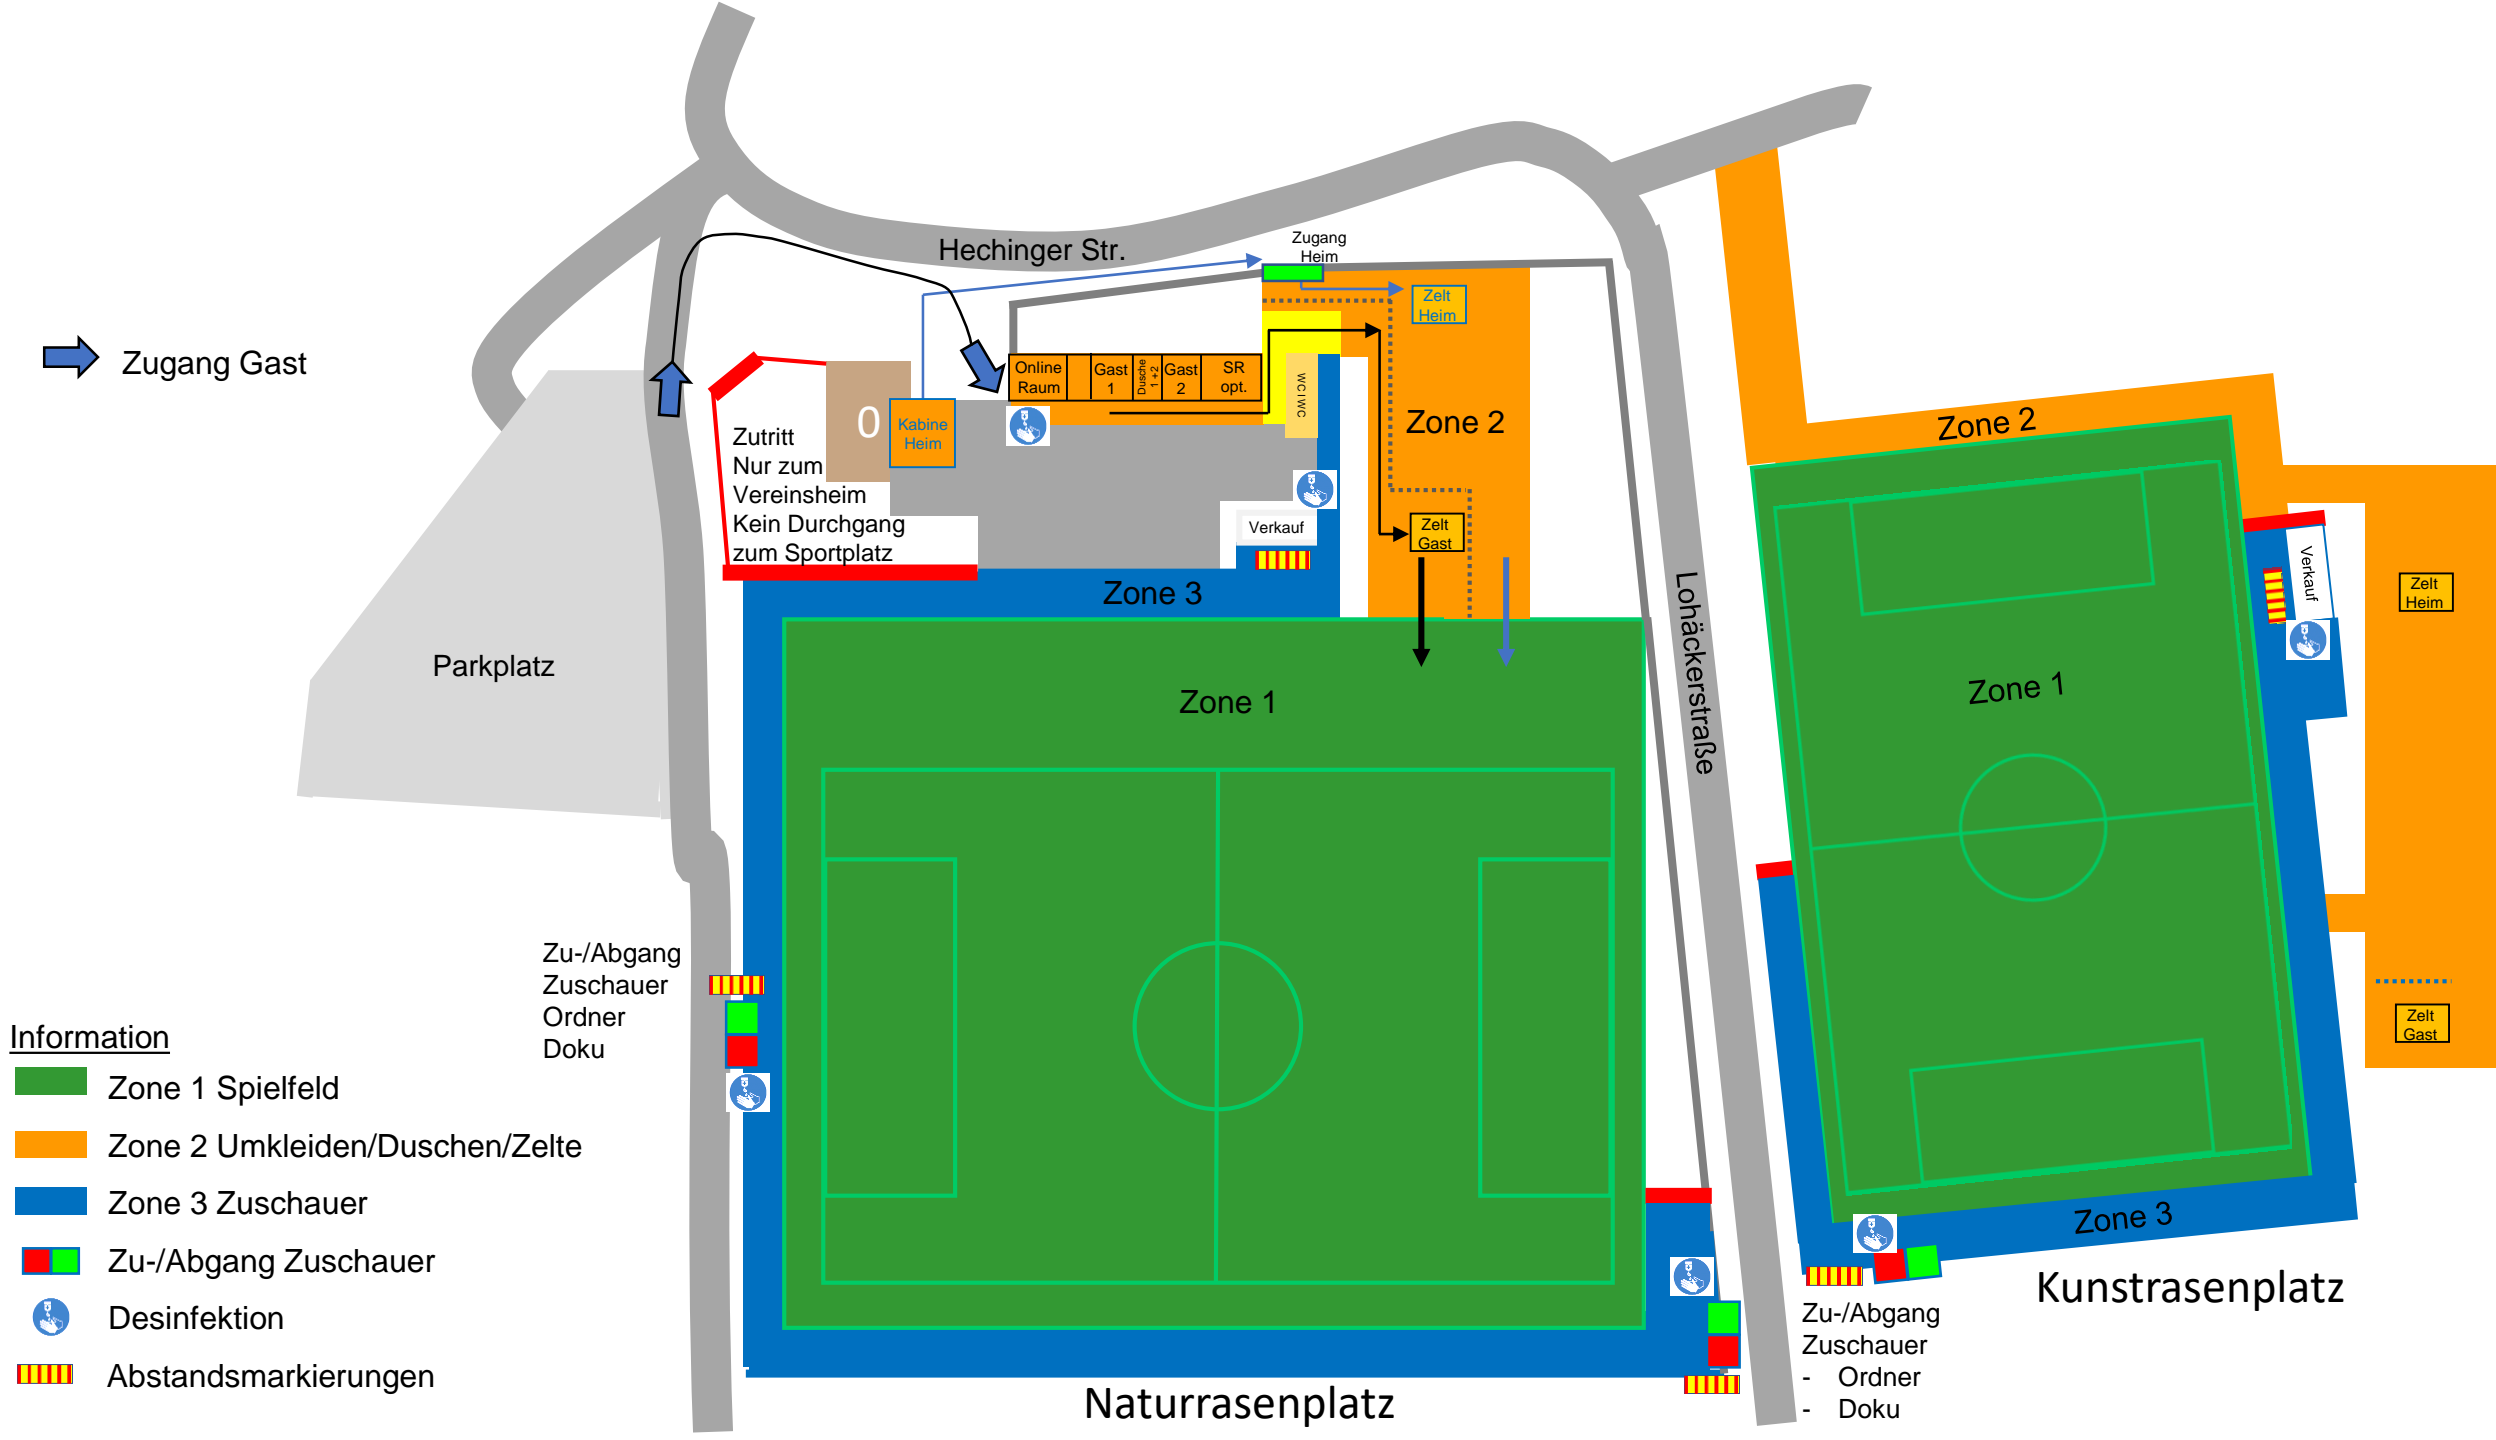 Hechinger Str.
Zugang
Heim
Zelt
Heim
Zugang Gast
Online
Raum
Gast
1
Dusche
1 +2
Gast
2
SR
opt.
WC I WC
0
Kabine
Heim
Zone 2
Zutritt
Nur zum
Vereinsheim
Kein Durchgang
zum Sportplatz
Verkauf
Zelt
Gast
Zone 3
Zone 1
Parkplatz
Lohäckerstraße
Zone 2
Verkauf
Zelt
Heim
Zone 1
Zelt
Gast
Zone 3
Zu-/Abgang
Zuschauer
Ordner
Doku
Information
Zone 1 Spielfeld
Zone 2 Umkleiden/Duschen/Zelte
Zone 3 Zuschauer
Zu-/Abgang Zuschauer
Desinfektion
Abstandsmarkierungen
Naturrasenplatz
Kunstrasenplatz
Zu-/Abgang
Zuschauer
- Ordner
- Doku